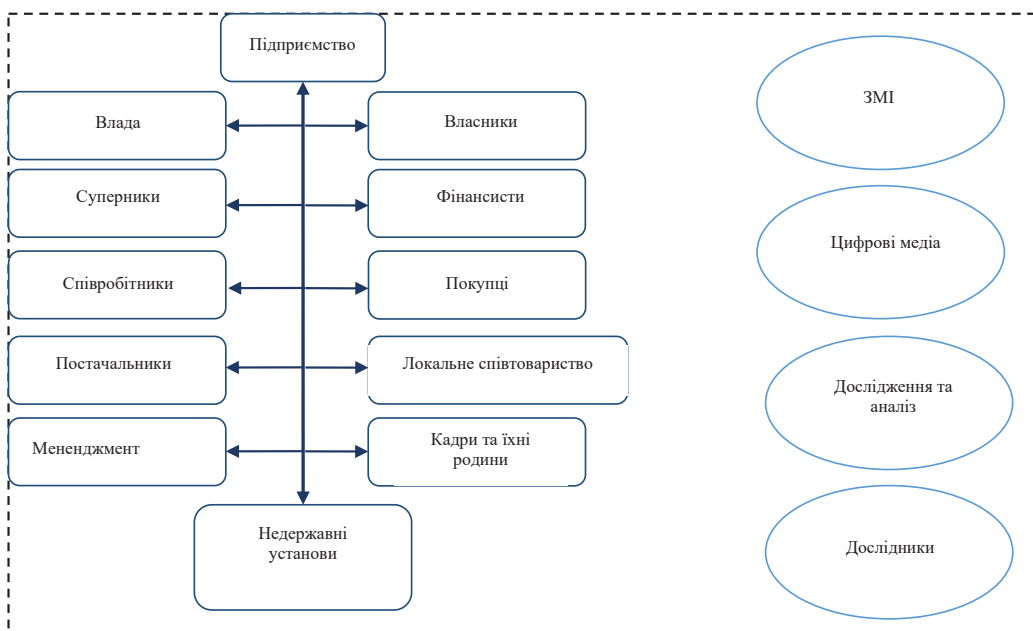 Підприємство
Влада
Власники
Суперники
Фінансисти
Співробітники
Покупці
Постачальники
Локальне співтовариство
Мененджмент
Кадри та їхні
родини
Недержавні
установи
ЗМІ
Цифрові медіа
Дослідження та
аналіз
Дослідники